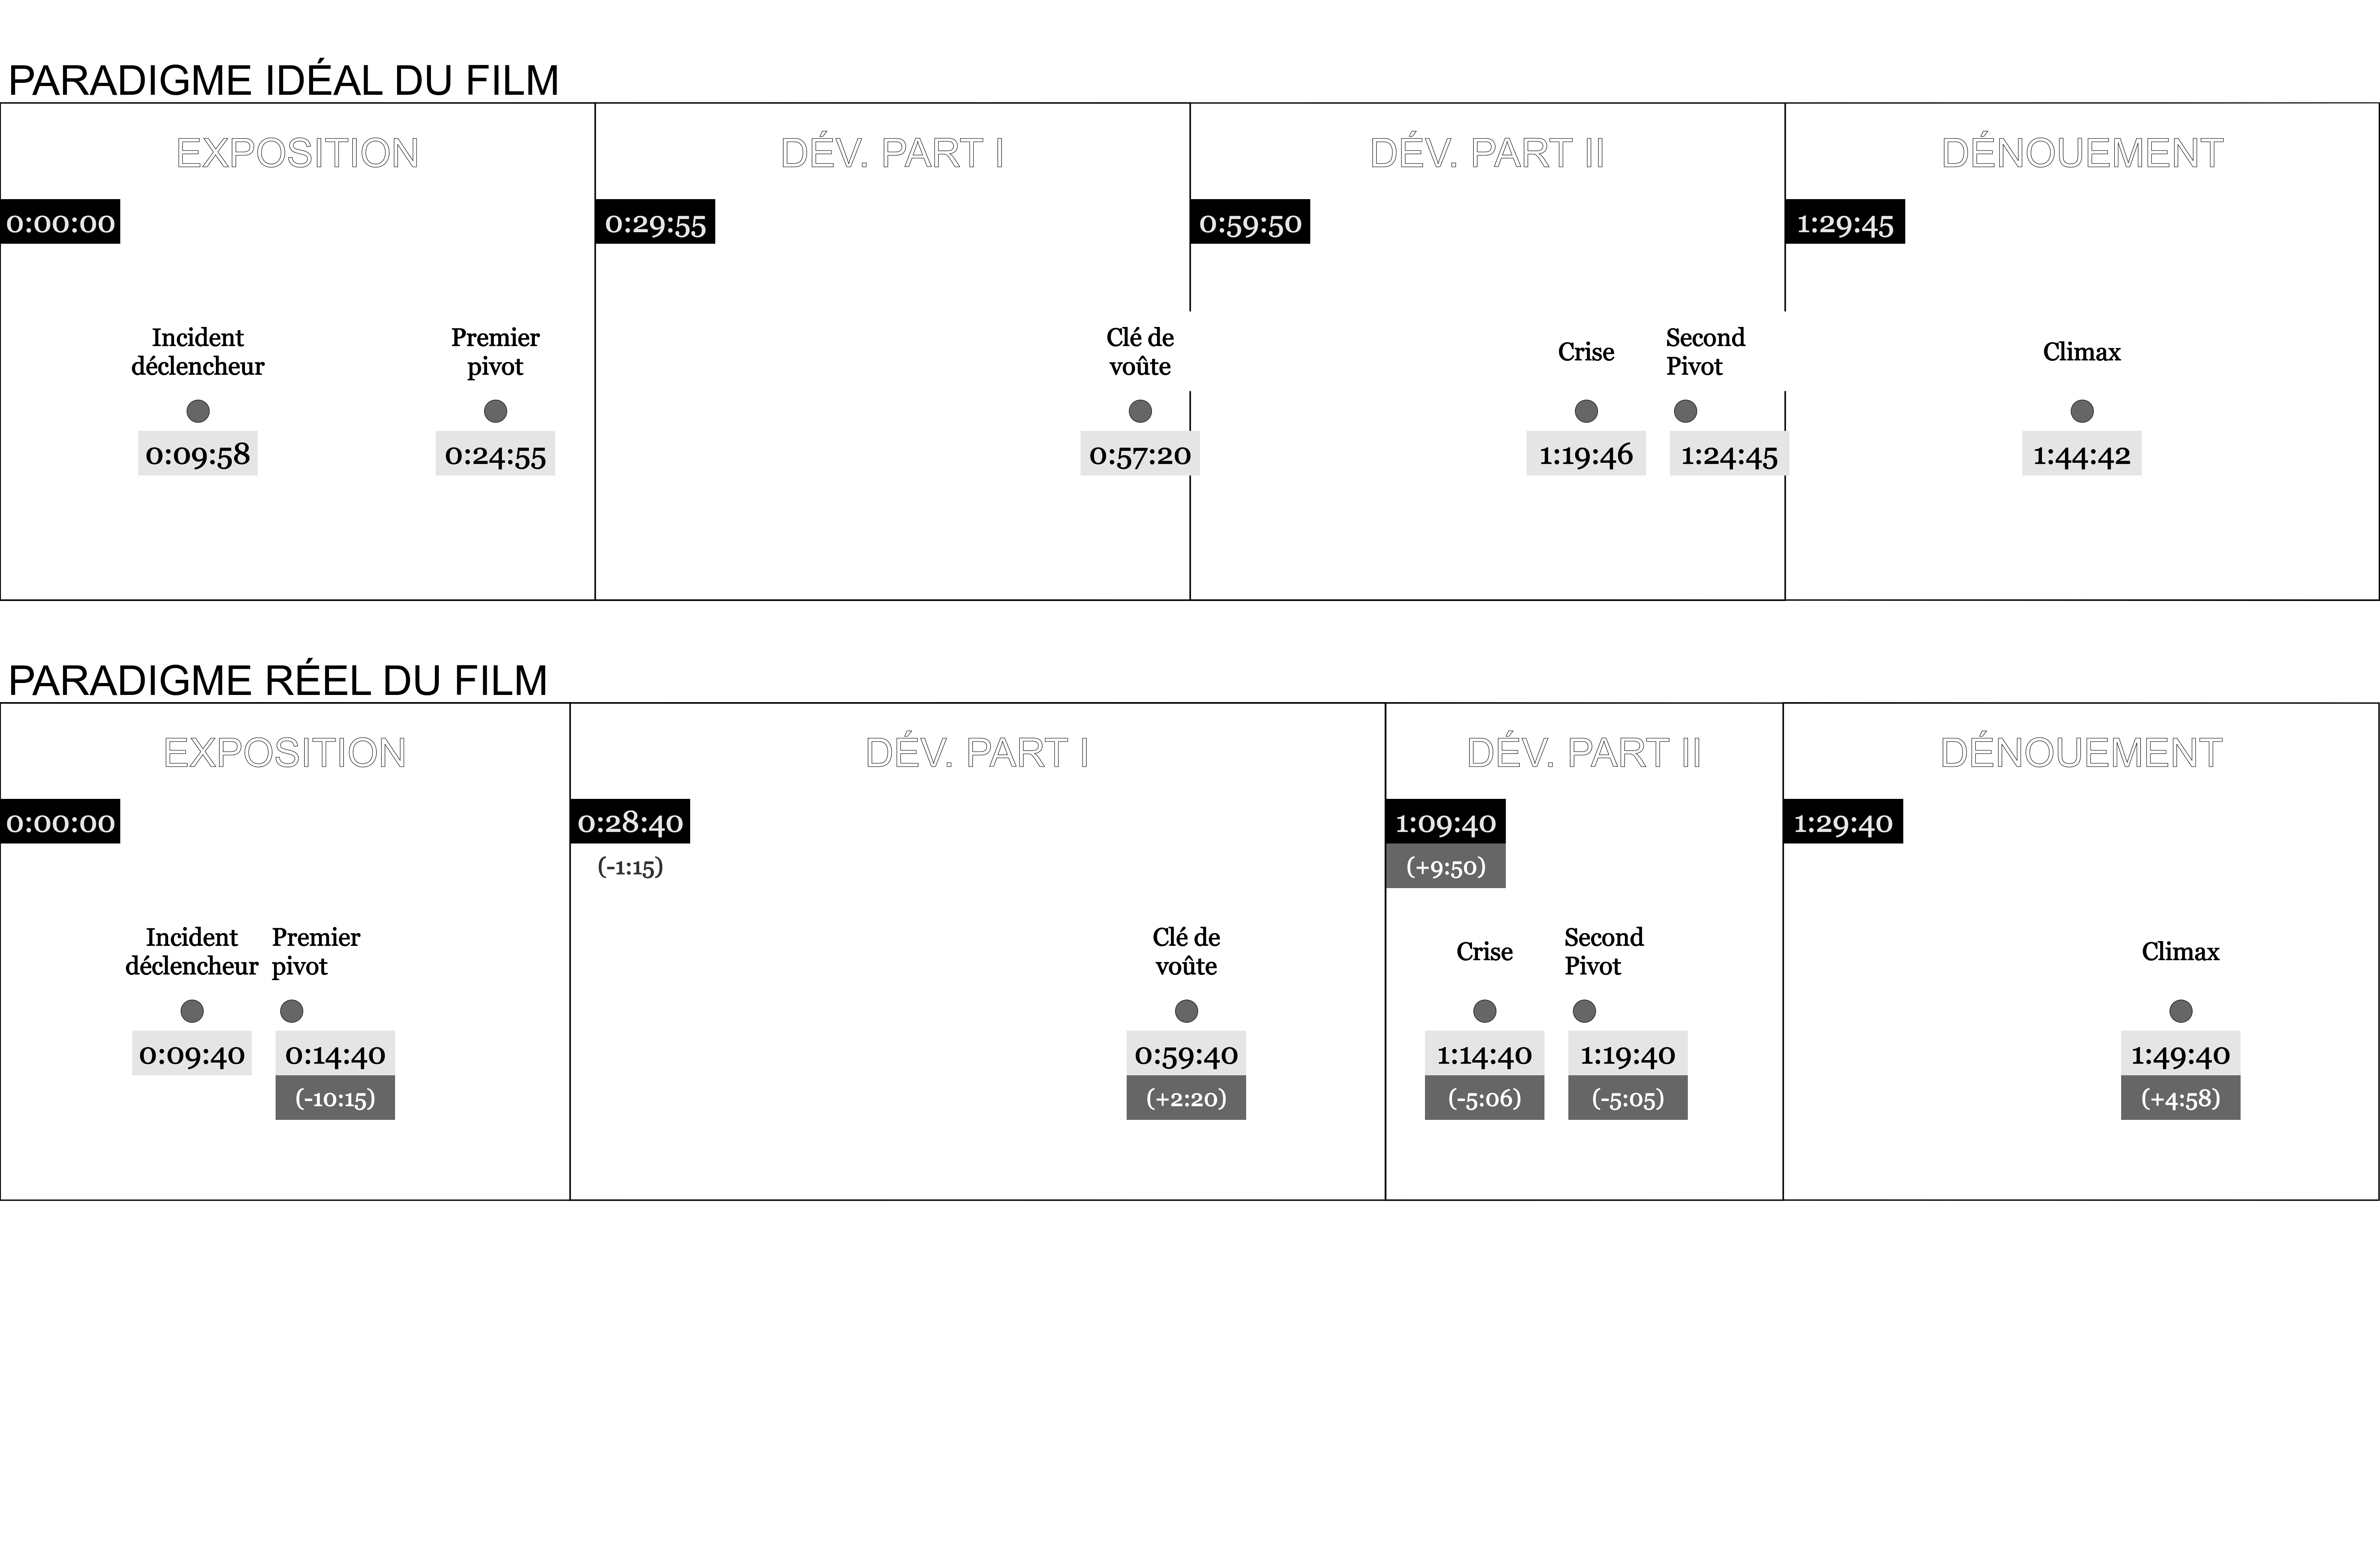 PARADIGME IDÉAL DU FILM
EXPOSITION
DÉV. PART I
DÉV. PART II
DÉNOUEMENT
0:00:00
0:29:55
0:59:50
1:29:45
Incident
déclencheur
Premier
pivot
Clé de
voûte
Crise
Second
Pivot
Climax
0:09:58
0:24:55
0:57:20
1:19:46
1:24:45
1:44:42
PARADIGME RÉEL DU FILM
EXPOSITION
DÉV. PART I
DÉV. PART II
DÉNOUEMENT
0:00:00
0:28:40
(-1:15)
1:09:40
(+9:50)
1:29:40
Incident
déclencheur
Premier
pivot
Clé de
voûte
Crise
Second
Pivot
Climax
0:09:40
0:14:40
(-10:15)
0:59:40
(+2:20)
1:14:40
(-5:06)
1:19:40
(-5:05)
1:49:40
(+4:58)